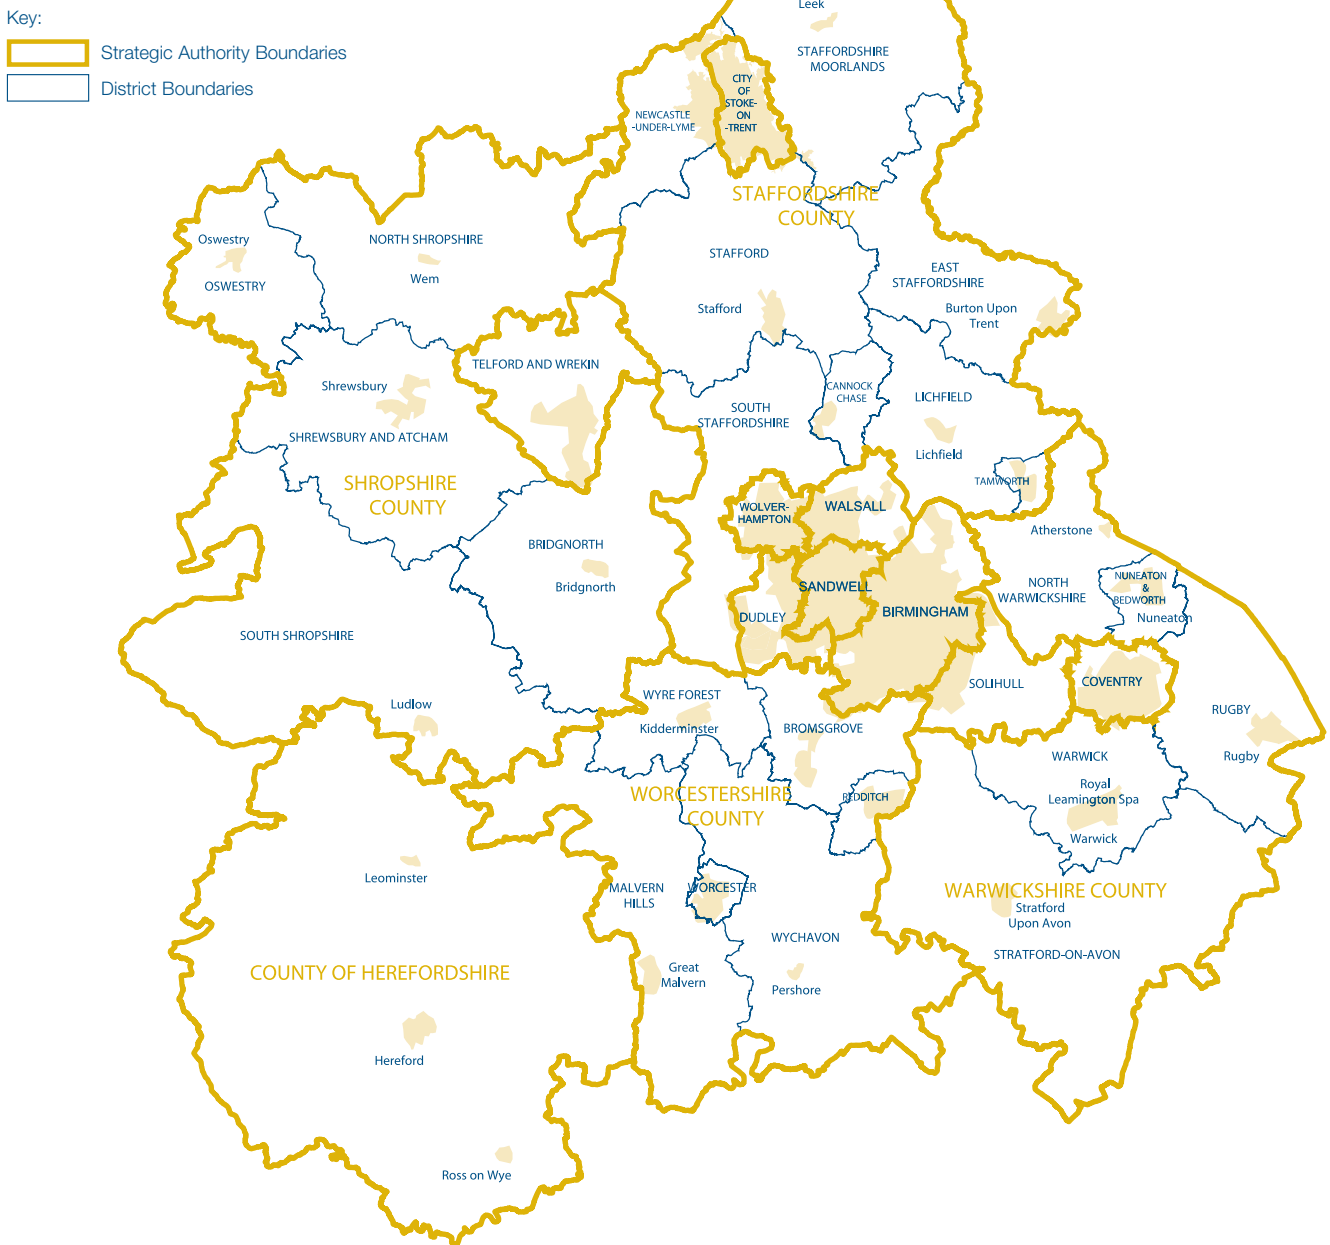 Key:
Strategic Authority Boundaries
District Boundaries
Leek
STAFFORDSHIRE
MOORLANDS
CITY
OF
STOKE-
ON
-TRENT
NEWCASTLE
-UNDER-LYME
STAFFORDSHIRE
COUNTY
Oswestry
OSWESTRY
NORTH SHROPSHIRE
Wem
STAFFORD
Stafford
EAST
STAFFORDSHIRE
Burton Upon
Trent
TELFORD AND WREKIN
Shrewsbury
SHREWSBURY AND ATCHAM
SHROPSHIRE
COUNTY
SOUTH
STAFFORDSHIRE
CANNOCK
CHASE
LICHFIELD
Lichfield
TAMWORTH
WOLVER-
HAMPTON
WALSALL
Atherstone
BRIDGNORTH
Bridgnorth
SANDWELL
DUDLEY
BIRMINGHAM
NORTH
WARWICKSHIRE
NUNEATON
&
BEDWORTH
Nuneaton
SOUTH SHROPSHIRE
Ludlow
WYRE FOREST
Kidderminster
BROMSGROVE
SOLIHULL
COVENTRY
RUGBY
Rugby
WORCESTERSHIRE
COUNTY
REDDITCH
WARWICK
Royal
Leamington Spa
Warwick
Leominster
MALVERN
HILLS
WORCESTER
WARWICKSHIRE COUNTY
Stratford
Upon Avon
STRATFORD-ON-AVON
WYCHAVON
COUNTY OF HEREFORDSHIRE
Great
Malvern
Pershore
Hereford
Ross on Wye